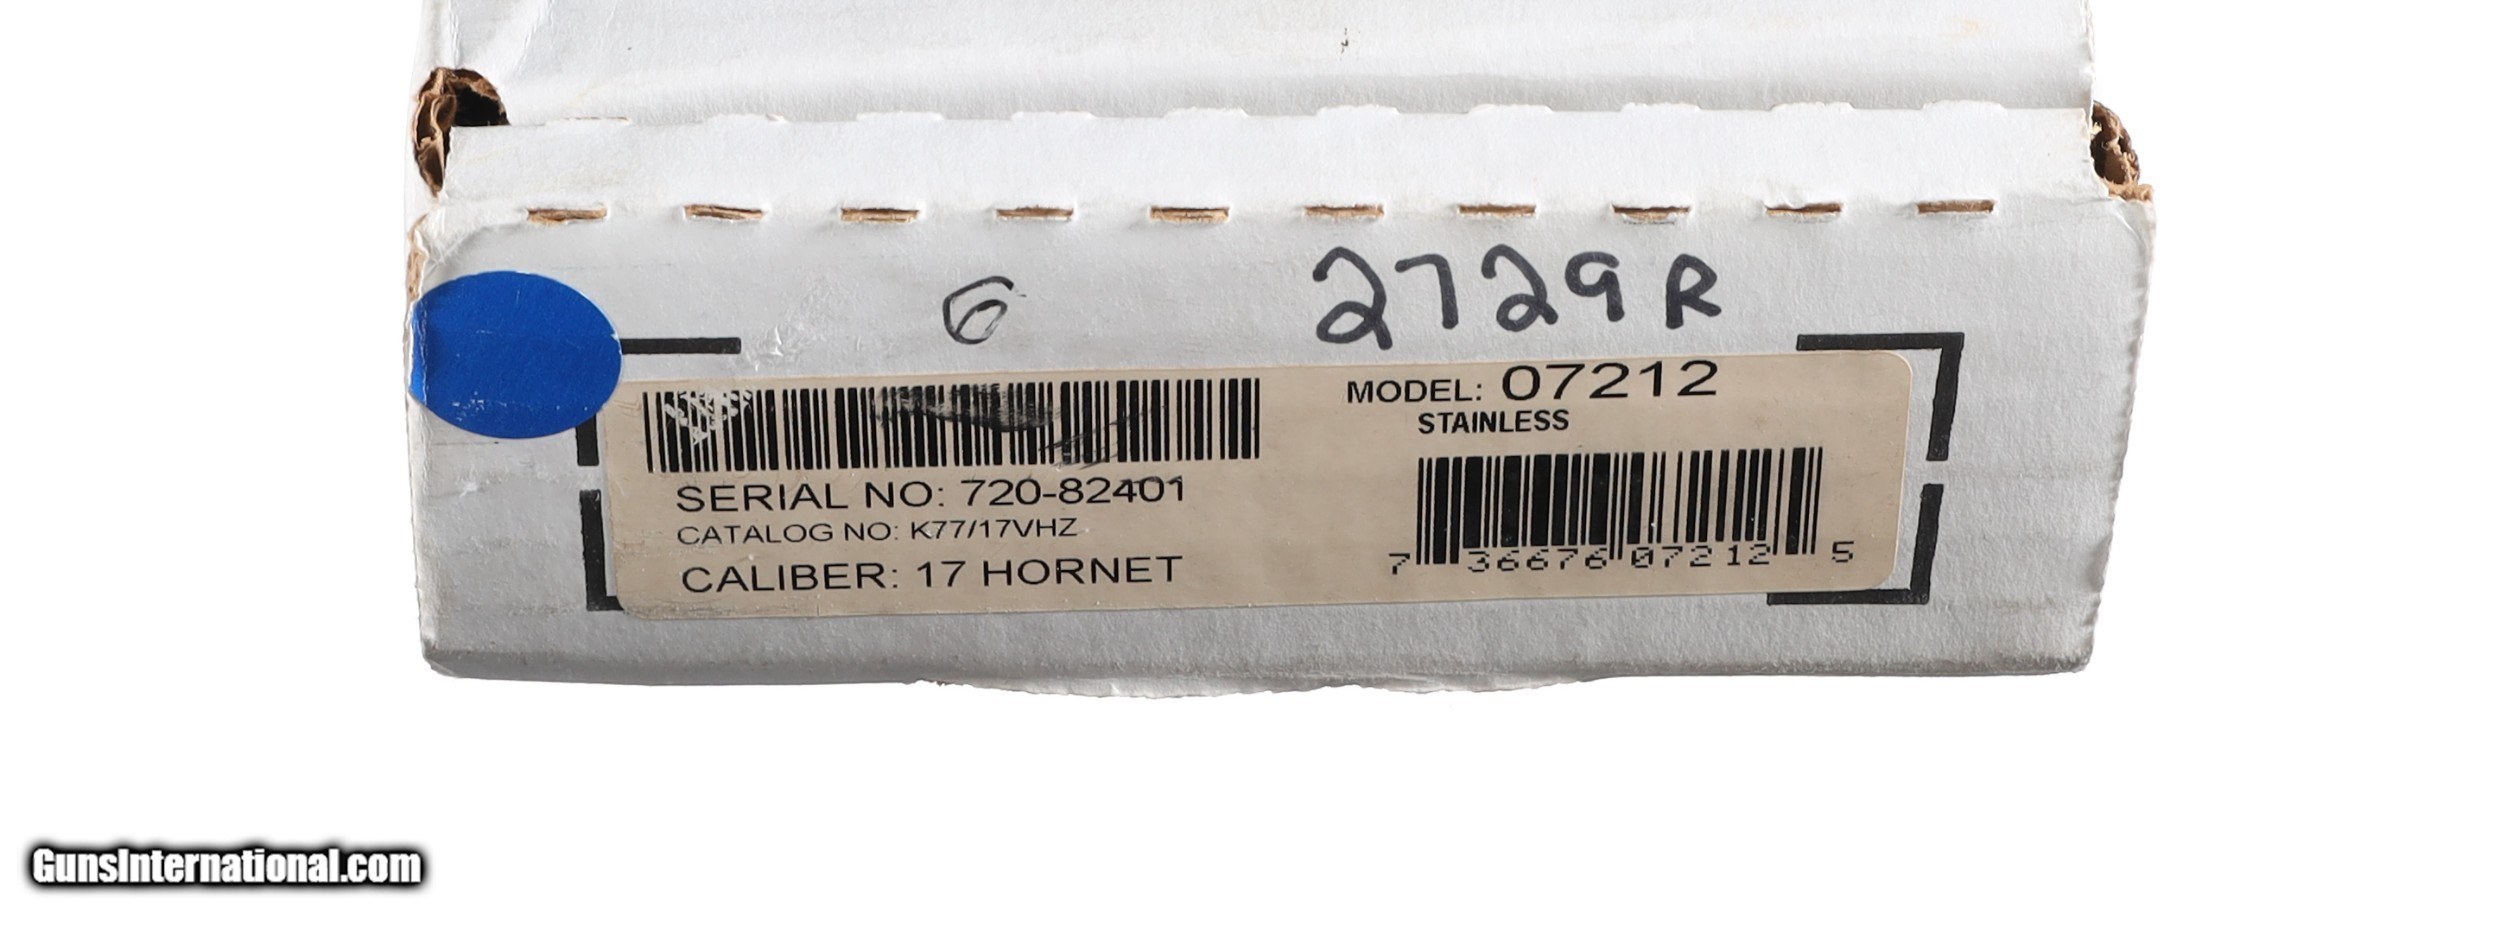 6 2729R
MODEL: 07212
STAINLESS
SERIAL NO: 720-82401
CATALOG NO: K77/17VHZ
CALIBER: 17 HORNET
7 36676 07212 5
GunsInternational.com